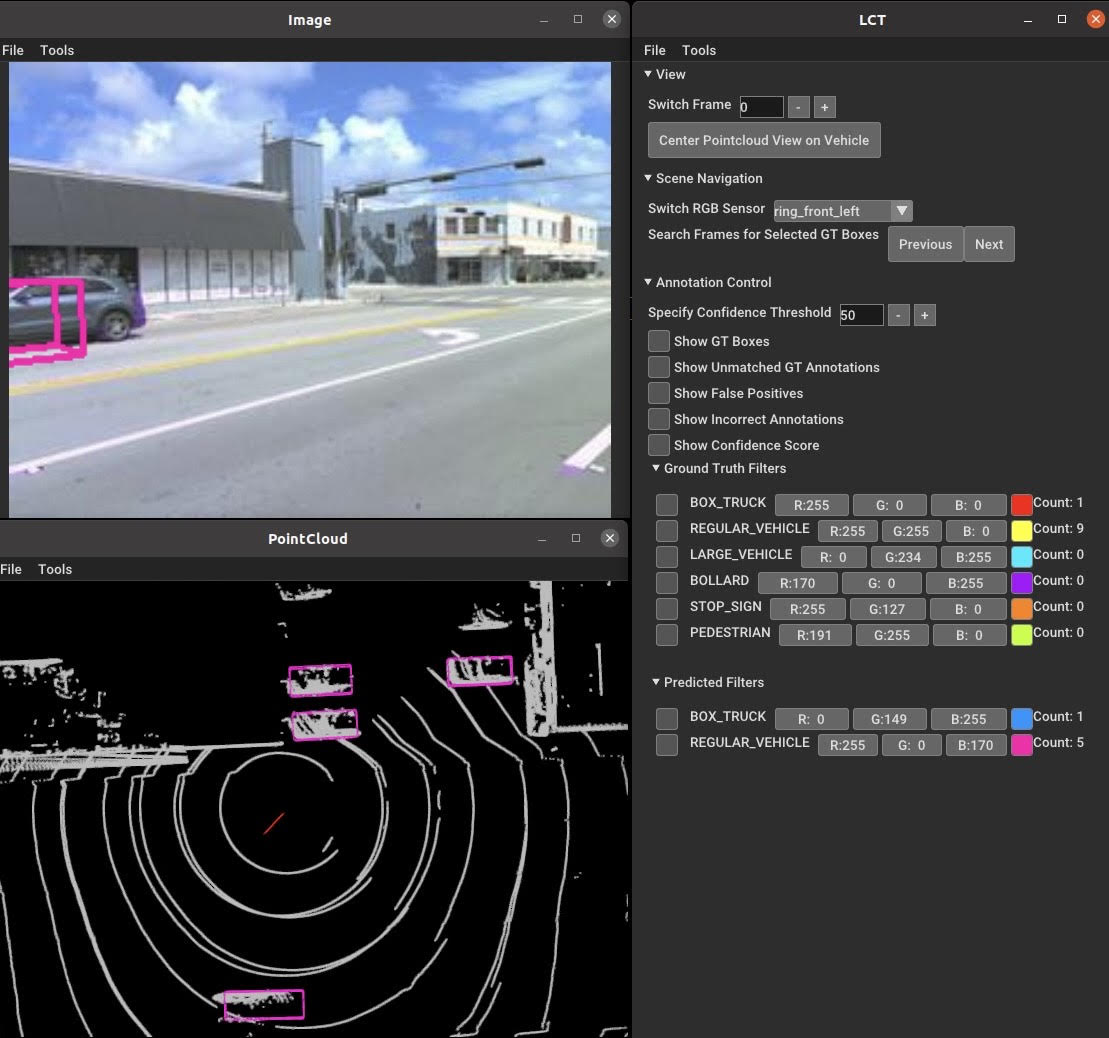 Image
File Tools
PointCloud
File Tools
LCT
File Tools
View
Switch Frame 0 - +
Center Pointcloud View on Vehicle
Scene Navigation
Switch RGB Sensor ring_front_left
Search Frames for Selected GT Boxes Previous Next
Annotation Control
Specify Confidence Threshold 50 - +
Show GT Boxes
Show Unmatched GT Annotations
Show False Positives
Show Incorrect Annotations
Show Confidence Score
Ground Truth Filters
BOX_TRUCK R:255 G: 0 B: 0 Count: 1
REGULAR_VEHICLE R:255 G:255 B: 0 Count: 9
LARGE_VEHICLE R: 0 G:234 B:255 Count: 0
BOLLARD R:170 G: 0 B:255 Count: 0
STOP_SIGN R:255 G:127 B: 0 Count: 0
PEDESTRIAN R:191 G:255 B: 0 Count: 0
Predicted Filters
BOX_TRUCK R: 0 G:149 B:255 Count: 1
REGULAR_VEHICLE R:255 G: 0 B:170 Count: 5